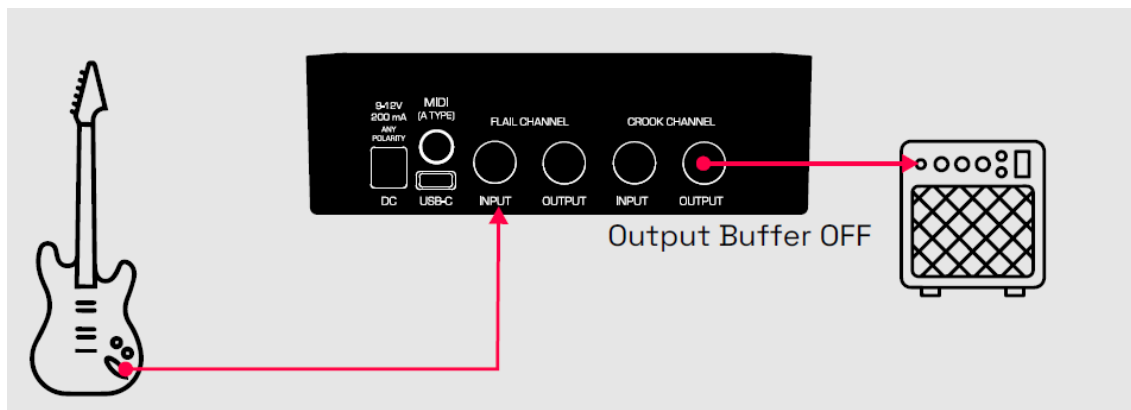 9-12V
200 mA
ANY
POLARITY
MIDI
(A TYPE)
FLAIL CHANNEL
CROOK CHANNEL
DC
USB-C
INPUT
OUTPUT
INPUT
OUTPUT
Output Buffer OFF